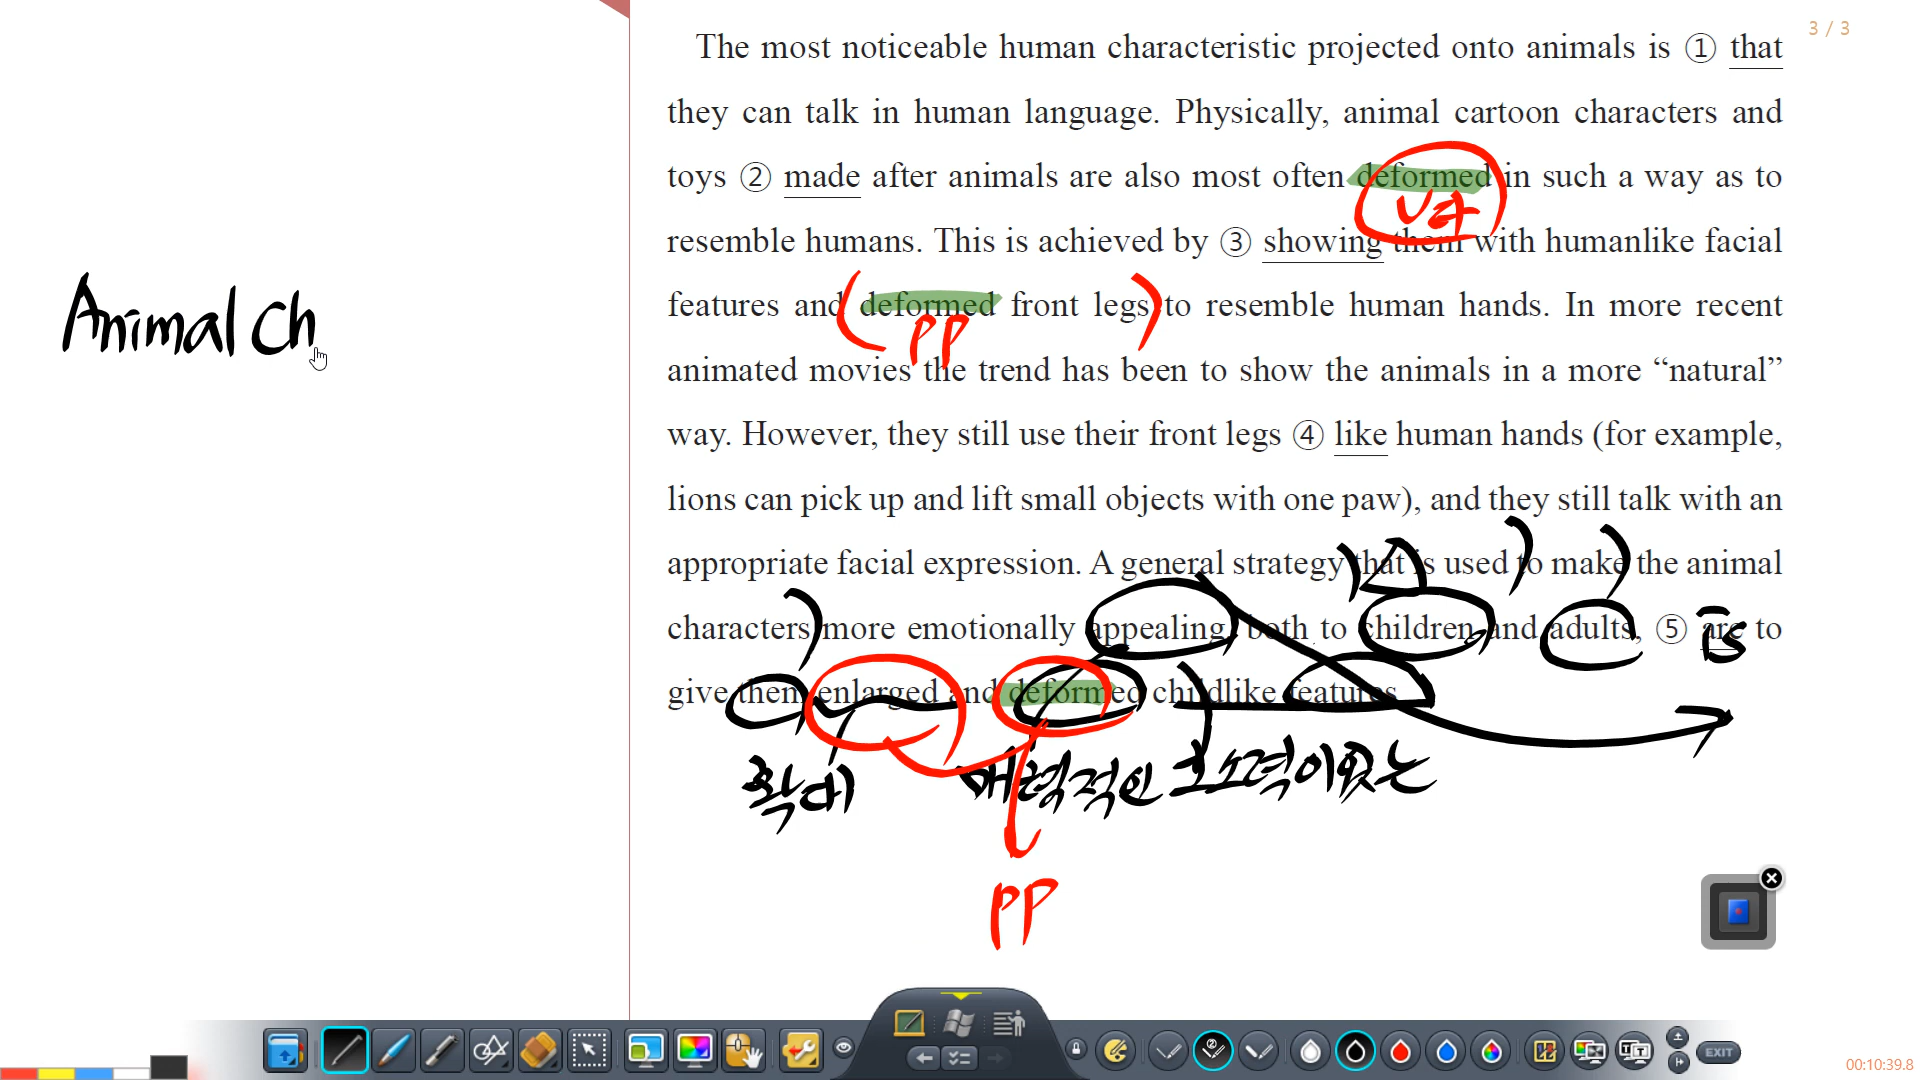 3 / 3
The most noticeable human characteristic projected onto animals is ① that
they can talk in human language. Physically, animal cartoon characters and
toys ② made after animals are also most often deformed in such a way as to
resemble humans. This is achieved by ③ showing them with humanlike facial
features and deformed front legs to resemble human hands. In more recent
animated movies the trend has been to show the animals in a more “natural”
way. However, they still use their front legs ④ like human hands (for example,
lions can pick up and lift small objects with one paw), and they still talk with an
appropriate facial expression. A general strategy that is used to make the animal
characters more emotionally appealing, both to children and adults, ⑤ are to
give them enlarged and deformed childlike features.
Animal Ch
pp
is
확대
매력적인 호소력이 있는
pp
EXIT
00:10:39.8